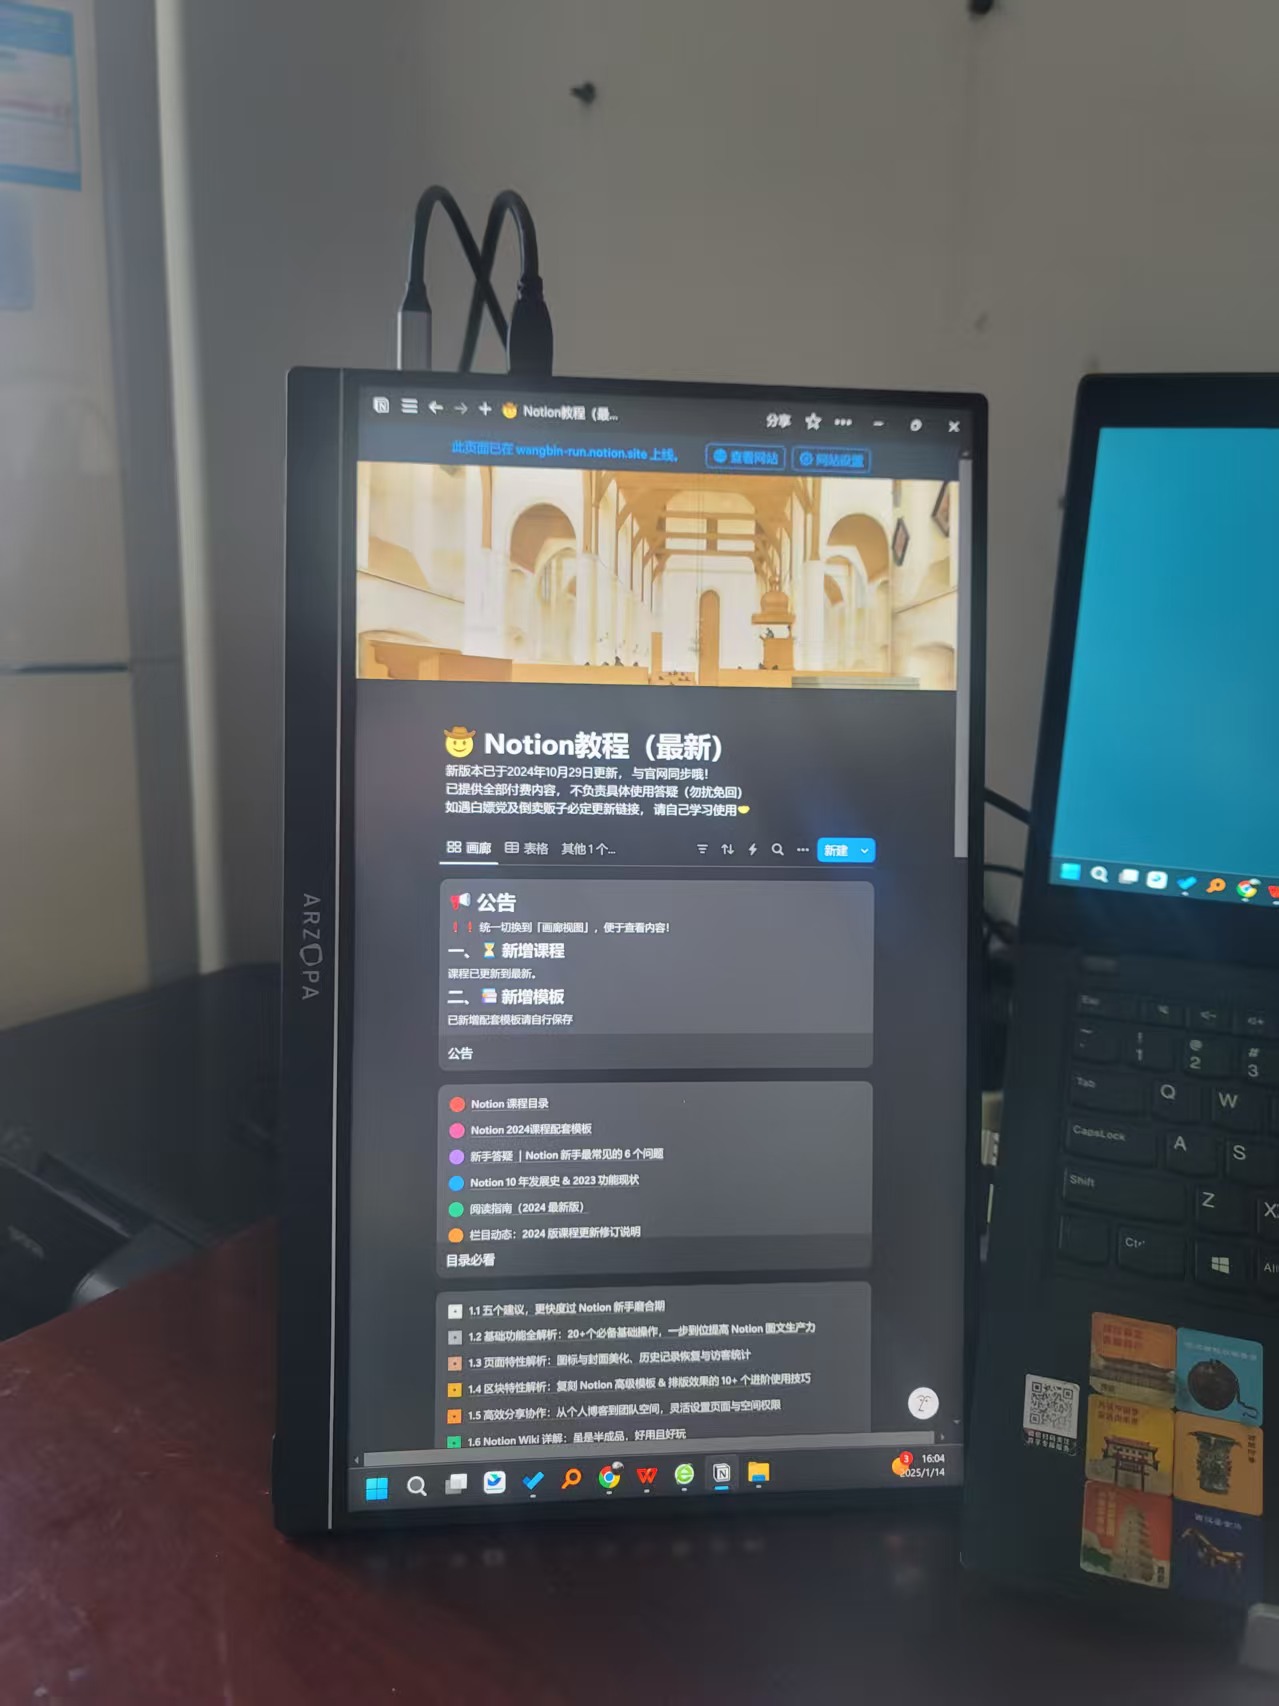 Notion教程（最...
分享
此页面已在 wangbin-run.notion.site 上线。
查看网站
网站设置
Notion教程（最新）
新版本已于2024年10月29日更新，与官网同步哦！
已提供全部付费内容，不负责具体使用答疑（勿扰免回）
如遇白嫖党及倒卖贩子必定更新链接，请自己学习使用
画廊 表格 其他 1 个...
新建
公告
统一切换到「画廊视图」，便于查看内容！
一、 新增课程
课程已更新到最新。
二、 新增模板
已新增配套模板请自行保存
公告
Notion 课程目录
Notion 2024课程配套模板
新手答疑 ｜Notion 新手最常见的 6 个问题
Notion 10 年发展史 & 2023 功能现状
阅读指南（2024 最新版）
栏目动态：2024 版课程更新修订说明
目录必看
1.1 五个建议，更快度过 Notion 新手磨合期
1.2 基础功能全解析：20+个必备基础操作，一步到位提高 Notion 图文生产力
1.3 页面特性解析：图标与封面美化、历史记录恢复与访客统计
1.4 区块特性解析：复刻 Notion 高级模板 & 排版效果的 10+ 个进阶使用技巧
1.5 高效分享协作：从个人博客到团队空间，灵活设置页面与空间权限
1.6 Notion Wiki 详解：虽是半成品，好用且好玩
3
16:04
2025/1/14
ARZOPA
Esc
! 1
@ 2
# 3
Tab
Q
W
CapsLock
A
S
Shift
Z
X
Ctrl
Alt